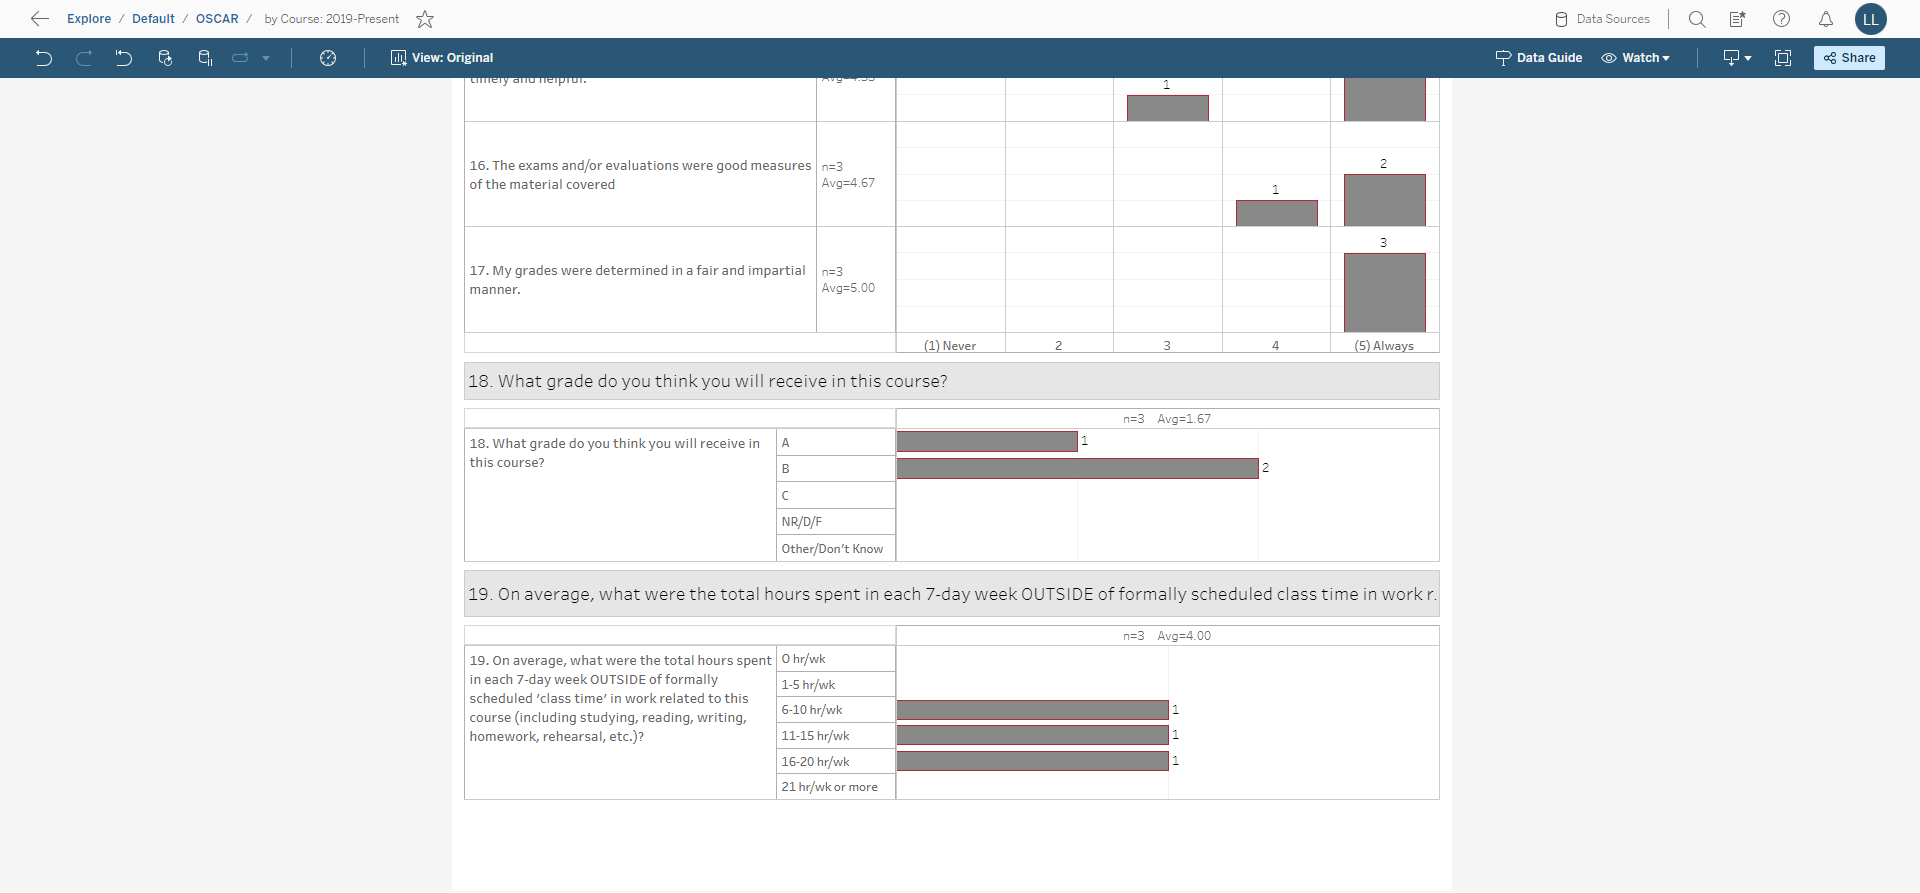 Explore / Default / OSCAR / by Course: 2019-Present
Data Sources
LL
View: Original
Data Guide
Watch
Share
timely and helpful.
1
16. The exams and/or evaluations were good measures
of the material covered
n=3
Avg=4.67
1
2
17. My grades were determined in a fair and impartial
manner.
n=3
Avg=5.00
3
(1) Never
2
3
4
(5) Always
18. What grade do you think you will receive in this course?
n=3 Avg=1.67
18. What grade do you think you will receive in
this course?
A
1
B
2
C
NR/D/F
Other/Don't Know
19. On average, what were the total hours spent in each 7-day week OUTSIDE of formally scheduled class time in work r.
n=3 Avg=4.00
19. On average, what were the total hours spent
in each 7-day week OUTSIDE of formally
scheduled 'class time' in work related to this
course (including studying, reading, writing,
homework, rehearsal, etc.)?
0 hr/wk
1-5 hr/wk
6-10 hr/wk
1
11-15 hr/wk
1
16-20 hr/wk
1
21 hr/wk or more